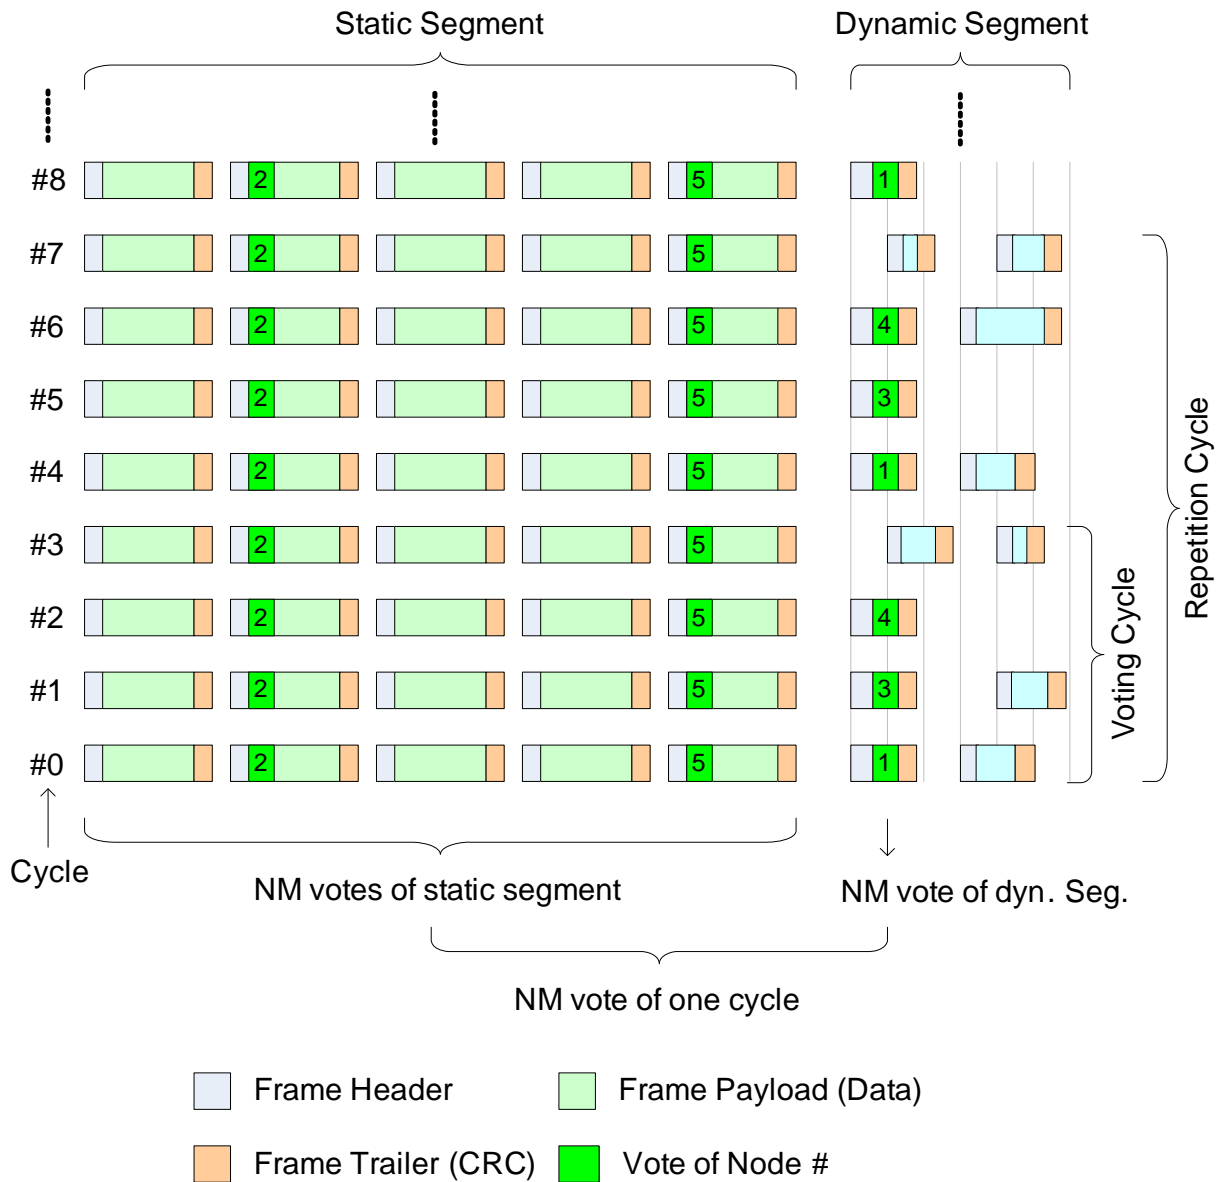 Static Segment
Dynamic Segment
#8 2 5 1
#7 2 5
#6 2 5 4
#5 2 5 3
#4 2 5 1
#3 2 5
#2 2 5 4
#1 2 5 3
#0 2 5 1
Voting Cycle
Repetition Cycle
Cycle
NM votes of static segment
NM vote of dyn. Seg.
NM vote of one cycle
Frame Header
Frame Payload (Data)
Frame Trailer (CRC)
Vote of Node #